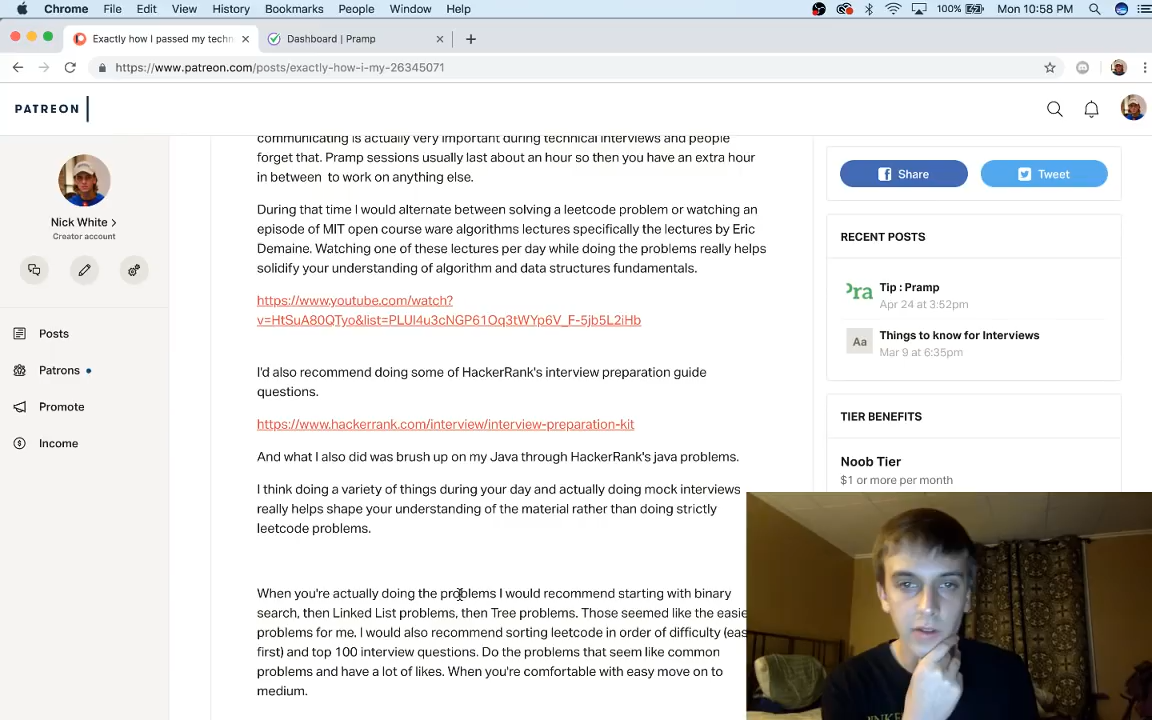 Chrome File Edit View History Bookmarks People Window Help 100% Mon 10:58 PM
Exactly how I passed my techn
Dashboard | Pramp
https://www.patreon.com/posts/exactly-how-i-my-26345071
PATREON
communicating is actually very important during technical interviews and people
forget that. Pramp sessions usually last about an hour so then you have an extra hour
in between to work on anything else.
During that time I would alternate between solving a leetcode problem or watching an
episode of MIT open course ware algorithms lectures specifically the lectures by Eric
Demaine. Watching one of these lectures per day while doing the problems really helps
solidify your understanding of algorithm and data structures fundamentals.
https://www.youtube.com/watch?
v=HtSuA80QTyo&list=PLUl4u3cNGP61Oq3tWYp6V_F-5jb5L2iHb
I'd also recommend doing some of HackerRank's interview preparation guide
questions.
https://www.hackerrank.com/interview/interview-preparation-kit
And what I also did was brush up on my Java through HackerRank's java problems.
I think doing a variety of things during your day and actually doing mock interviews
really helps shape your understanding of the material rather than doing strictly
leetcode problems.
When you're actually doing the problems I would recommend starting with binary
search, then Linked List problems, then Tree problems. Those seemed like the easie
problems for me. I would also recommend sorting leetcode in order of difficulty (eas
first) and top 100 interview questions. Do the problems that seem like common
problems and have a lot of likes. When you're comfortable with easy move on to
medium.
Nick White
Creator account
Posts
Patrons
Promote
Income
Share
Tweet
RECENT POSTS
Pra
Tip : Pramp
Apr 24 at 3:52pm
Aa
Things to know for Interviews
Mar 9 at 6:35pm
TIER BENEFITS
Noob Tier
$1 or more per month